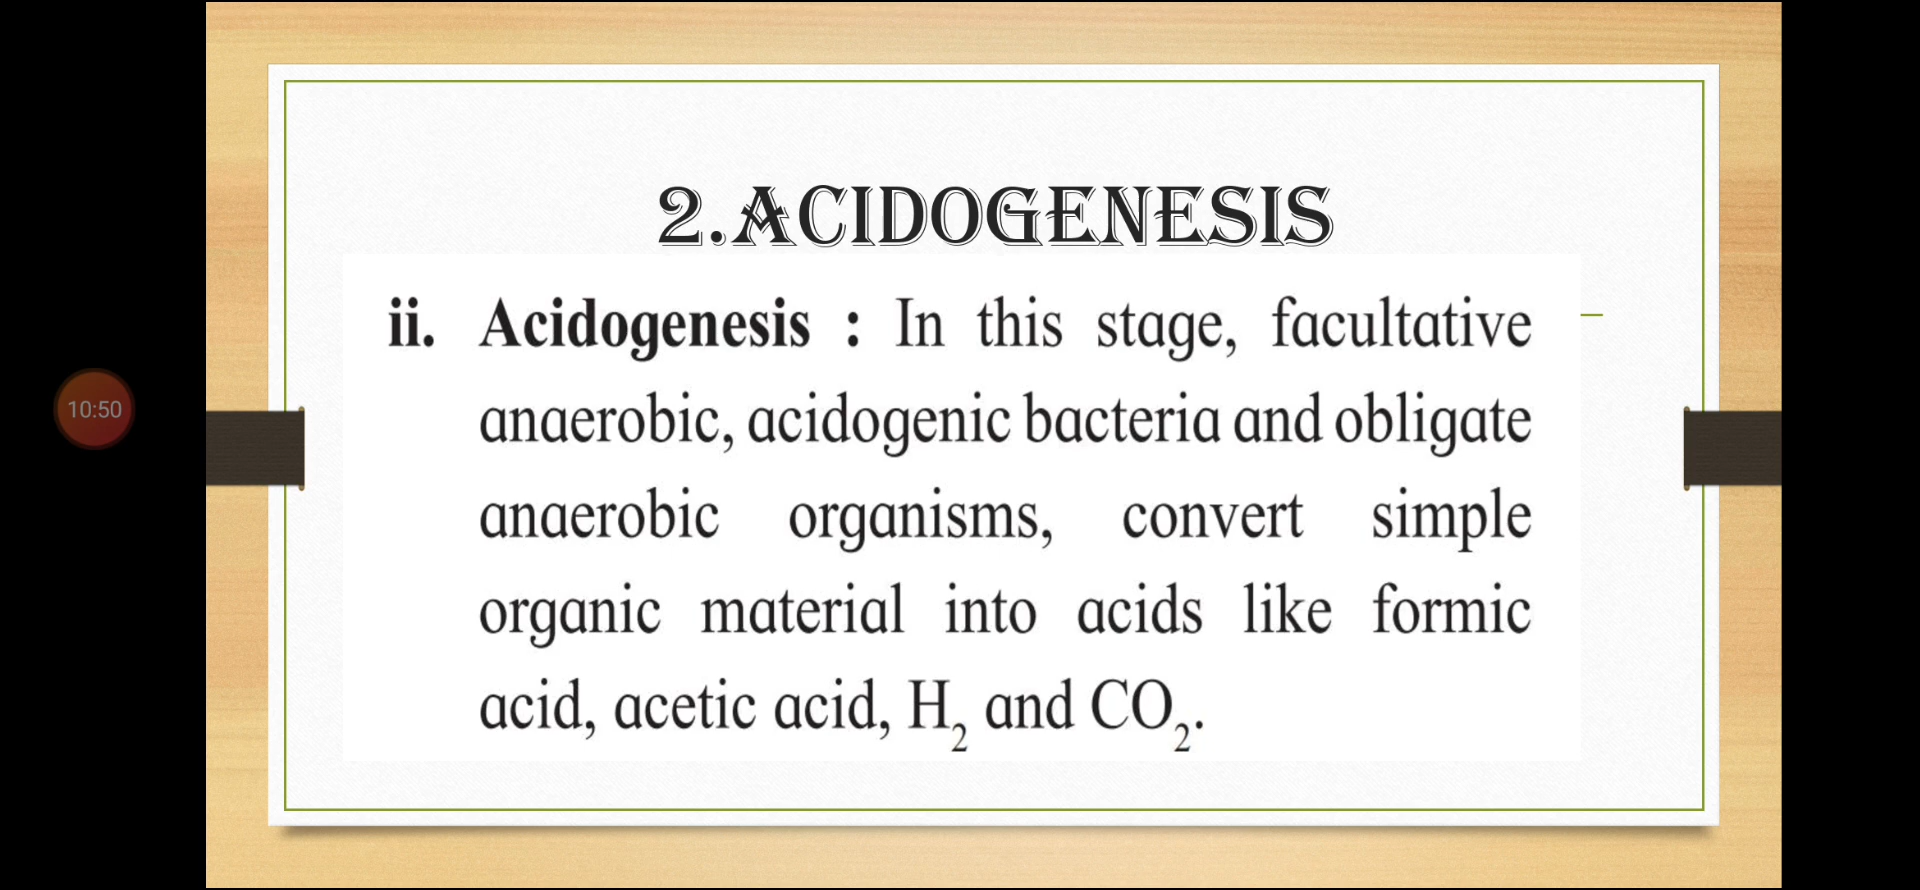 2.ACIDOGENESIS
ii. Acidogenesis : In this stage, facultative
anaerobic, acidogenic bacteria and obligate
anaerobic organisms, convert simple
organic material into acids like formic
acid, acetic acid, H₂ and CO₂.
10:50